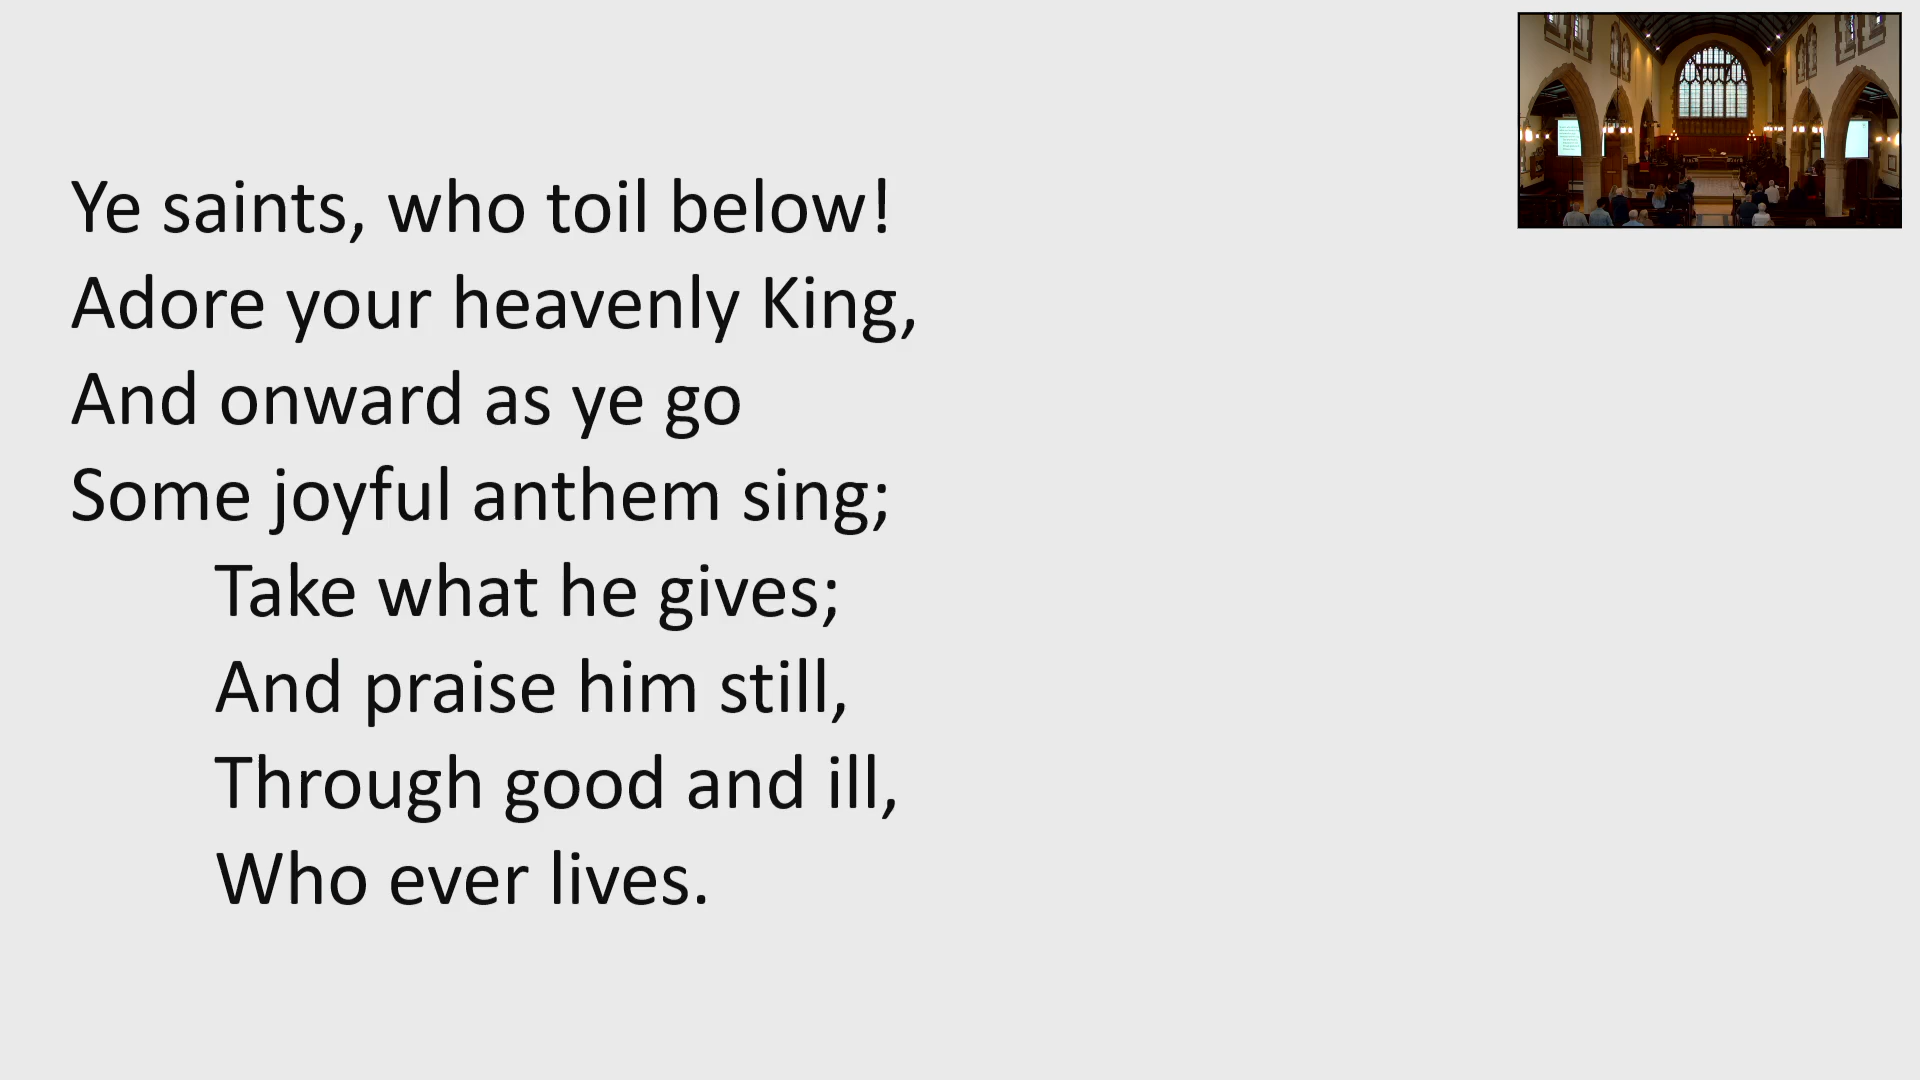 Ye saints, who toil below!
Adore your heavenly King,
And onward as ye go
Some joyful anthem sing;
Take what he gives;
And praise him still,
Through good and ill,
Who ever lives.